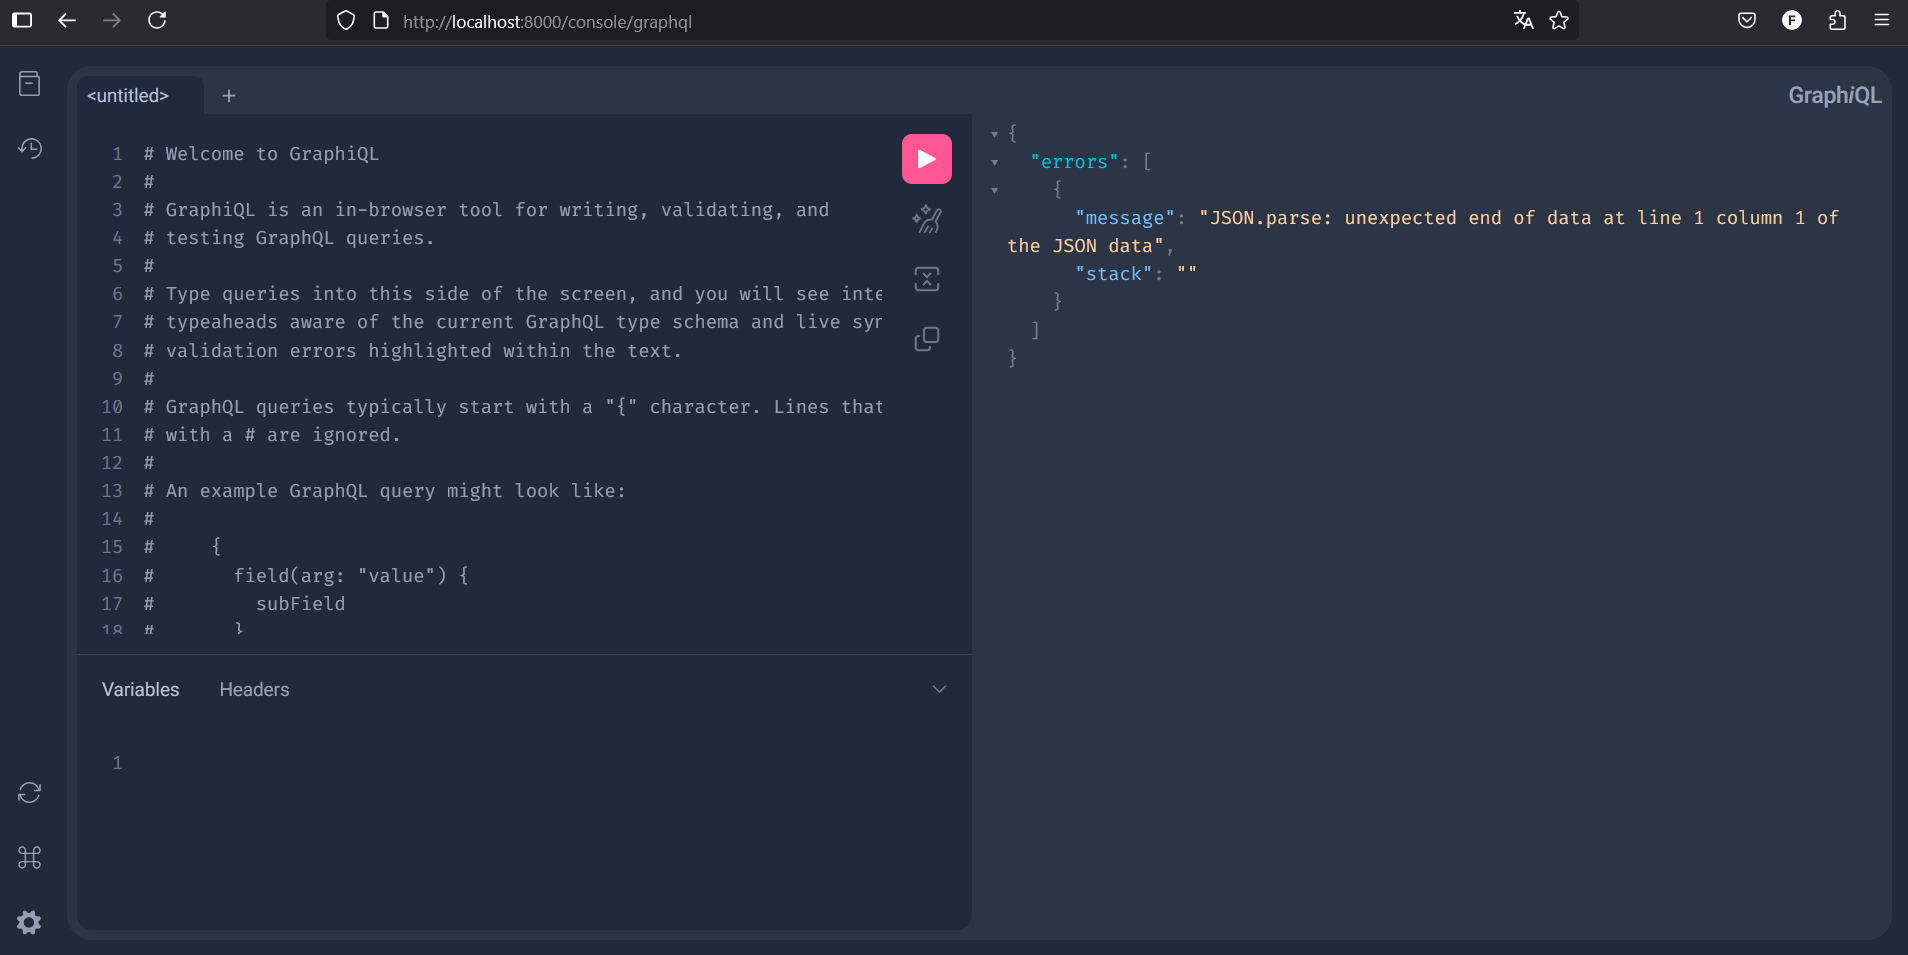 http://localhost:8000/console/graphql
F
<untitled>
+
GraphiQL
1 # Welcome to GraphiQL
2 #
3 # GraphiQL is an in-browser tool for writing, validating, and
4 # testing GraphQL queries.
5 #
6 # Type queries into this side of the screen, and you will see inte
7 # typeaheads aware of the current GraphQL type schema and live syn
8 # validation errors highlighted within the text.
9 #
10 # GraphQL queries typically start with a "{" character. Lines that
11 # with a # are ignored.
12 #
13 # An example GraphQL query might look like:
14 #
15 #     {
16 #       field(arg: "value") {
17 #         subField
18 #       }
{
"errors": [
{
"message": "JSON.parse: unexpected end of data at line 1 column 1 of
the JSON data",
"stack": ""
}
]
}
Variables Headers
1